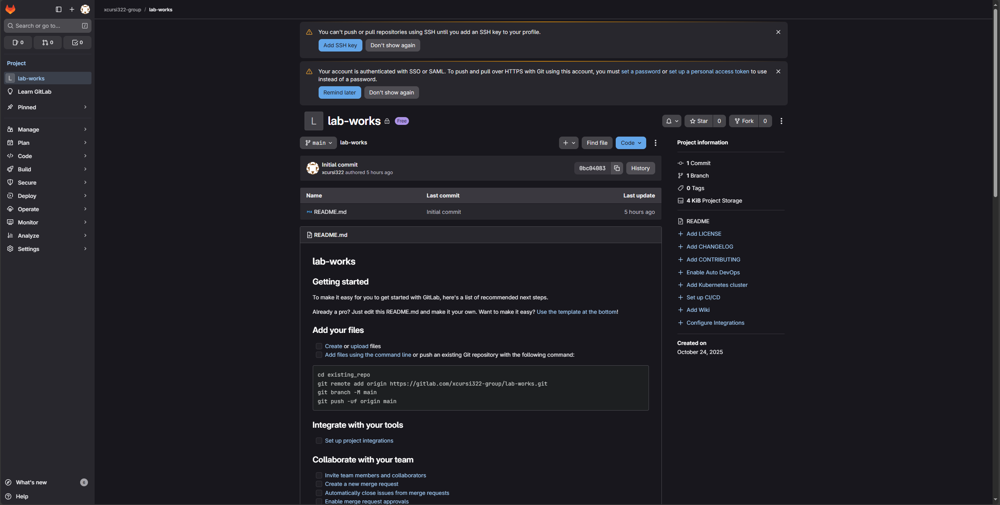 xcursi322-group / lab-works
Search or go to... /
0 0 0
Project
L lab-works
Learn GitLab
Pinned
Manage
Plan
Code
Build
Secure
Deploy
Operate
Monitor
Analyze
Settings
What's new 6
Help
You can't push or pull repositories using SSH until you add an SSH key to your profile.
Add SSH key Don't show again
Your account is authenticated with SSO or SAML. To push and pull over HTTPS with Git using this account, you must set a password or set up a personal access token to use
instead of a password.
Remind later Don't show again
L lab-works Free
Star 0 Fork 0
main lab-works
Find file Code
Initial commit
xcursi322 authored 5 hours ago
0bc04083 History
Name Last commit Last update
README.md Initial commit 5 hours ago
README.md
lab-works
Getting started
To make it easy for you to get started with GitLab, here's a list of recommended next steps.
Already a pro? Just edit this README.md and make it your own. Want to make it easy? Use the template at the bottom!
Add your files
Create or upload files
Add files using the command line or push an existing Git repository with the following command:
cd existing_repo
git remote add origin https://gitlab.com/xcursi322-group/lab-works.git
git branch -M main
git push -uf origin main
Integrate with your tools
Set up project integrations
Collaborate with your team
Invite team members and collaborators
Create a new merge request
Automatically close issues from merge requests
Enable merge request approvals
Project information
1 Commit
1 Branch
0 Tags
4 KiB Project Storage
README
Add LICENSE
Add CHANGELOG
Add CONTRIBUTING
Enable Auto DevOps
Add Kubernetes cluster
Set up CI/CD
Add Wiki
Configure Integrations
Created on
October 24, 2025